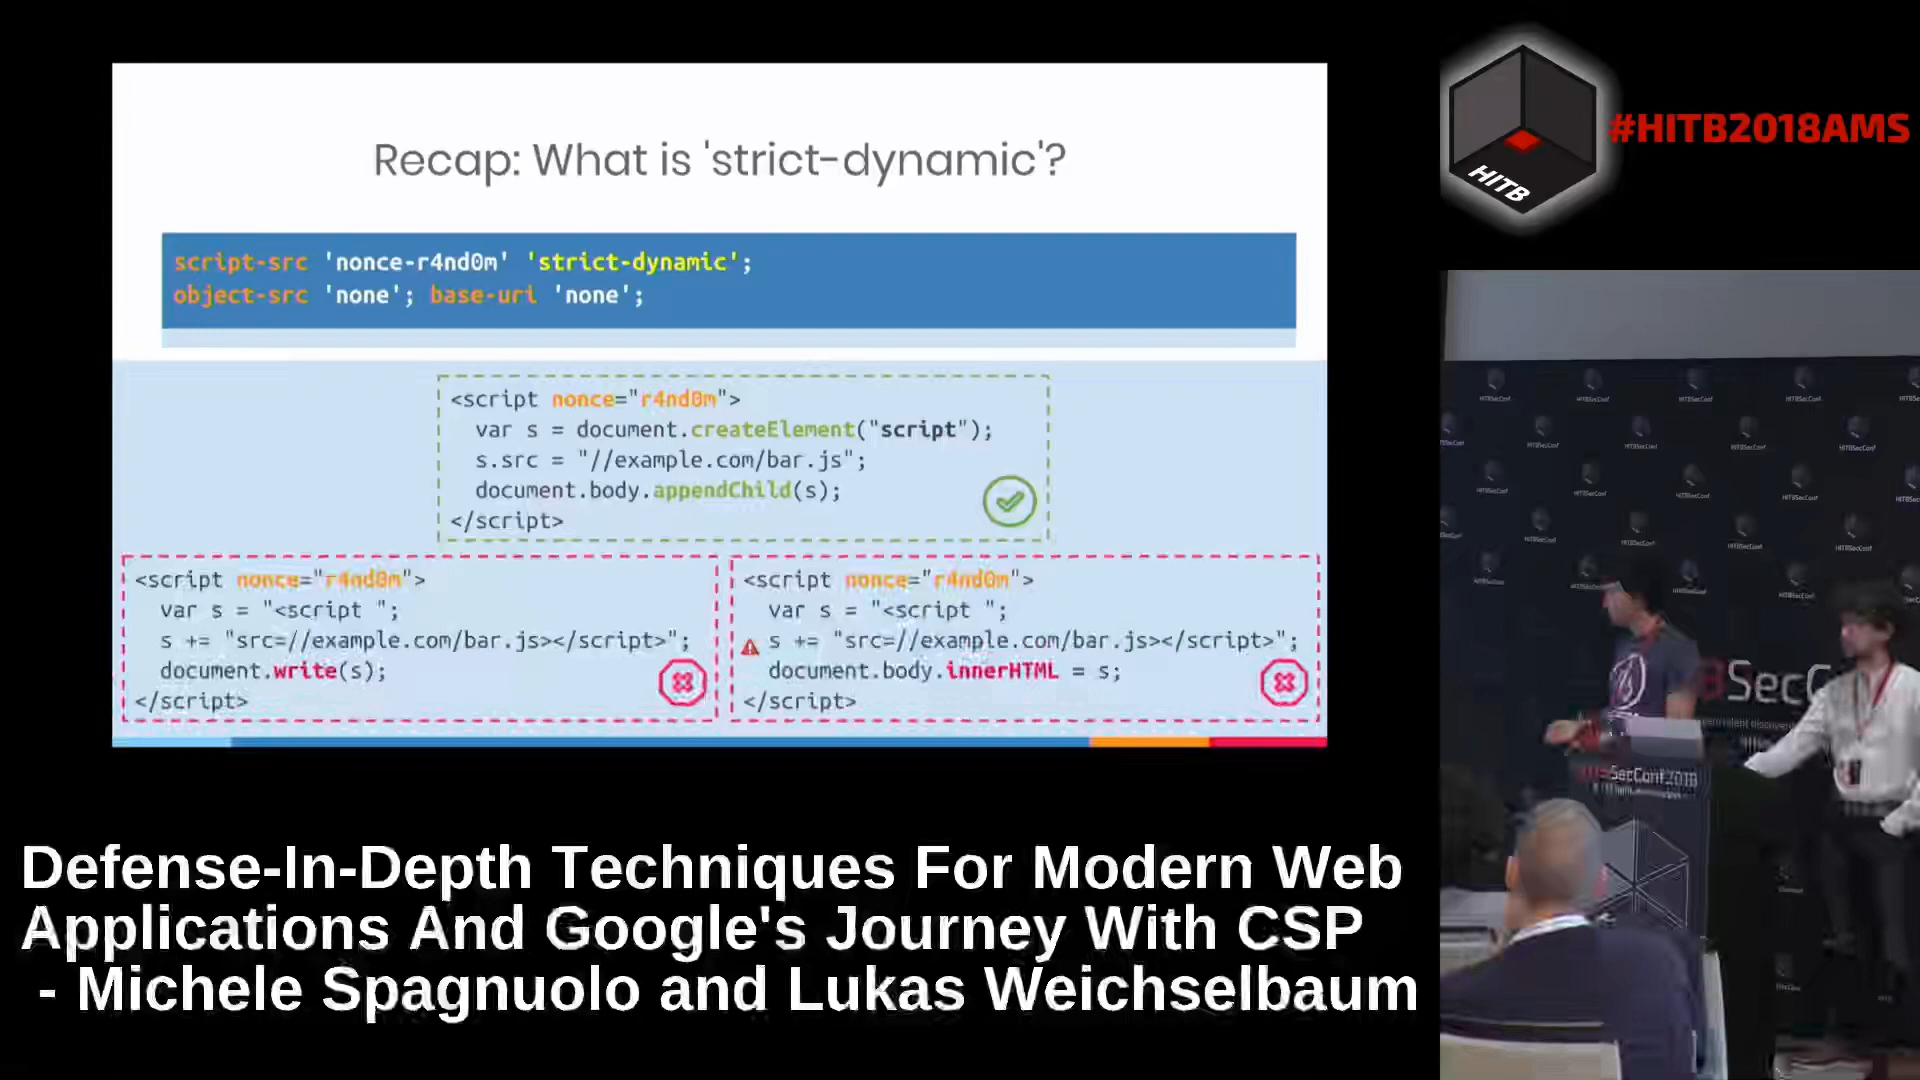 Recap: What is 'strict-dynamic'?
script-src 'nonce-r4nd0m' 'strict-dynamic';
object-src 'none'; base-uri 'none';
<script nonce="r4nd0m">
var s = document.createElement("script");
s.src = "//example.com/bar.js";
document.body.appendChild(s);
</script>
<script nonce="r4nd0m">
var s = "<script ";
s += "src=//example.com/bar.js></script>";
document.write(s);
</script>
<script nonce="r4nd0m">
var s = "<script ";
s += "src=//example.com/bar.js></script>";
document.body.innerHTML = s;
</script>
HITB
#HITB2018AMS
SecConf2018
Defense-In-Depth Techniques For Modern Web
Applications And Google's Journey With CSP
- Michele Spagnuolo and Lukas Weichselbaum